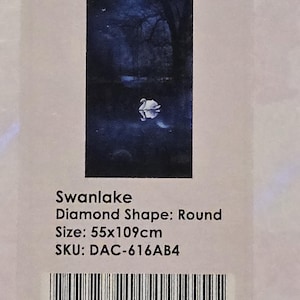 Swanlake
Diamond Shape: Round
Size: 55x109cm
SKU: DAC-616AB4